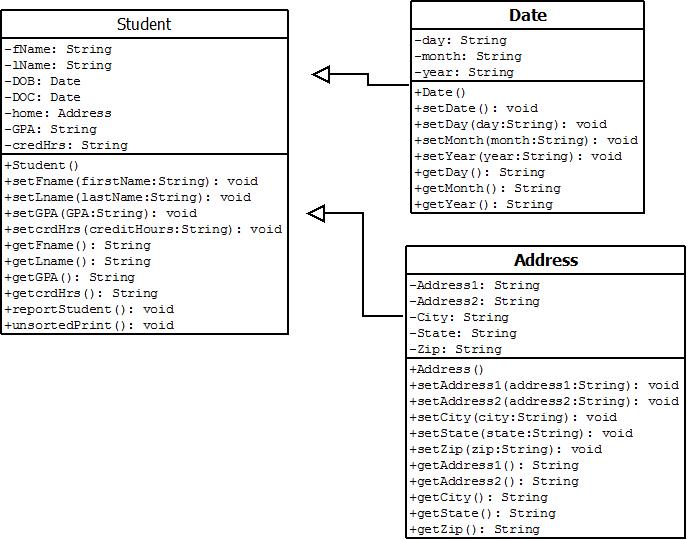 Student
-fName: String
-lName: String
-DOB: Date
-DOC: Date
-home: Address
-GPA: String
-credHrs: String
+Student()
+setFname(firstName:String): void
+setLname(lastName:String): void
+setGPA(GPA:String): void
+setcrdHrs(creditHours:String): void
+getFname(): String
+getLname(): String
+getGPA(): String
+getcrdHrs(): String
+reportStudent(): void
+unsortedPrint(): void
Date
-day: String
-month: String
-year: String
+Date()
+setDate(): void
+setDay(day:String): void
+setMonth(month:String): void
+setYear(year:String): void
+getDay(): String
+getMonth(): String
+getYear(): String
Address
-Address1: String
-Address2: String
-City: String
-State: String
-Zip: String
+Address()
+setAddress1(address1:String): void
+setAddress2(address2:String): void
+setCity(city:String): void
+setState(state:String): void
+setZip(zip:String): void
+getAddress1(): String
+getAddress2(): String
+getCity(): String
+getState(): String
+getZip(): String